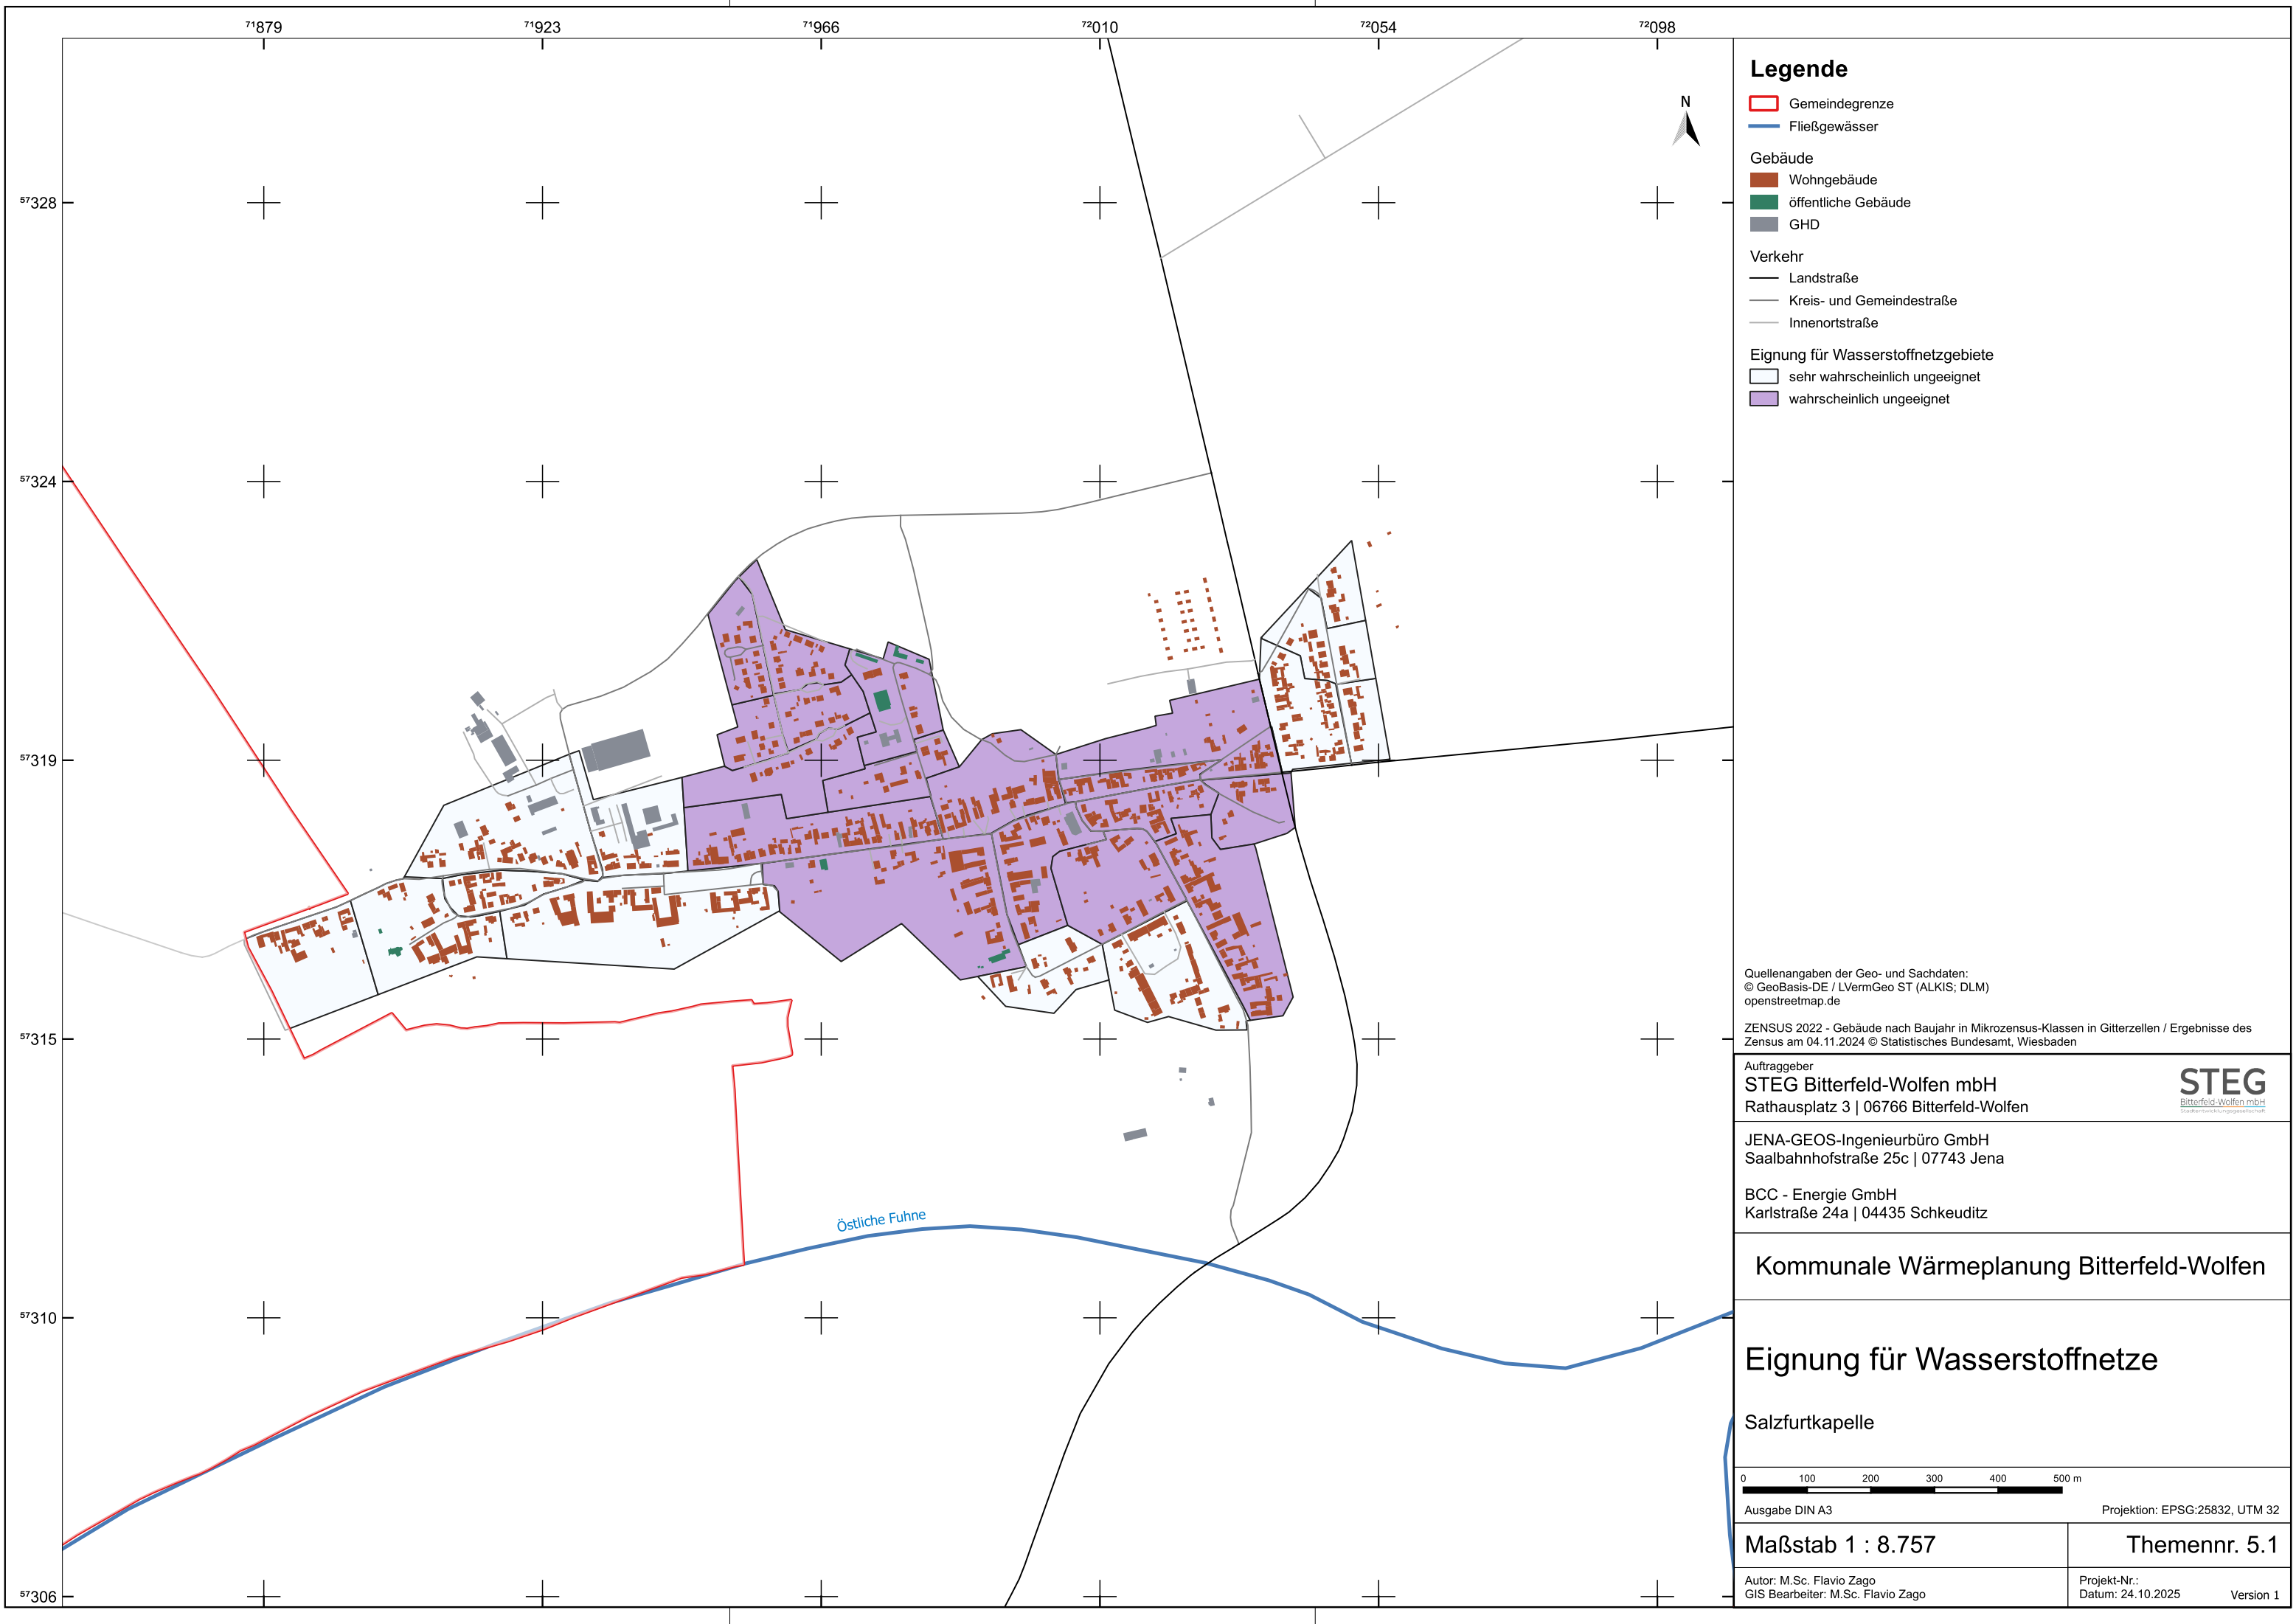 ⁷¹879 ⁷¹923 ⁷¹966 ⁷²010 ⁷²054 ⁷²098
⁵⁷328
⁵⁷324
⁵⁷319
⁵⁷315
⁵⁷310
⁵⁷306
N
Östliche Fuhne
Legende
Gemeindegrenze
Fließgewässer
Gebäude
Wohngebäude
öffentliche Gebäude
GHD
Verkehr
Landstraße
Kreis- und Gemeindestraße
Innenortstraße
Eignung für Wasserstoffnetzgebiete
sehr wahrscheinlich ungeeignet
wahrscheinlich ungeeignet
Quellenangaben der Geo- und Sachdaten:
© GeoBasis-DE / LVermGeo ST (ALKIS; DLM)
openstreetmap.de
ZENSUS 2022 - Gebäude nach Baujahr in Mikrozensus-Klassen in Gitterzellen / Ergebnisse des
Zensus am 04.11.2024 © Statistisches Bundesamt, Wiesbaden
Auftraggeber
STEG Bitterfeld-Wolfen mbH
Rathausplatz 3 | 06766 Bitterfeld-Wolfen
STEG
Bitterfeld-Wolfen mbH
Stadtentwicklungsgesellschaft
JENA-GEOS-Ingenieurbüro GmbH
Saalbahnhofstraße 25c | 07743 Jena
BCC - Energie GmbH
Karlstraße 24a | 04435 Schkeuditz
Kommunale Wärmeplanung Bitterfeld-Wolfen
Eignung für Wasserstoffnetze
Salzfurtkapelle
0 100 200 300 400 500 m
Ausgabe DIN A3 Projektion: EPSG:25832, UTM 32
Maßstab 1 : 8.757 Themennr. 5.1
Autor: M.Sc. Flavio Zago
GIS Bearbeiter: M.Sc. Flavio Zago
Projekt-Nr.:
Datum: 24.10.2025 Version 1